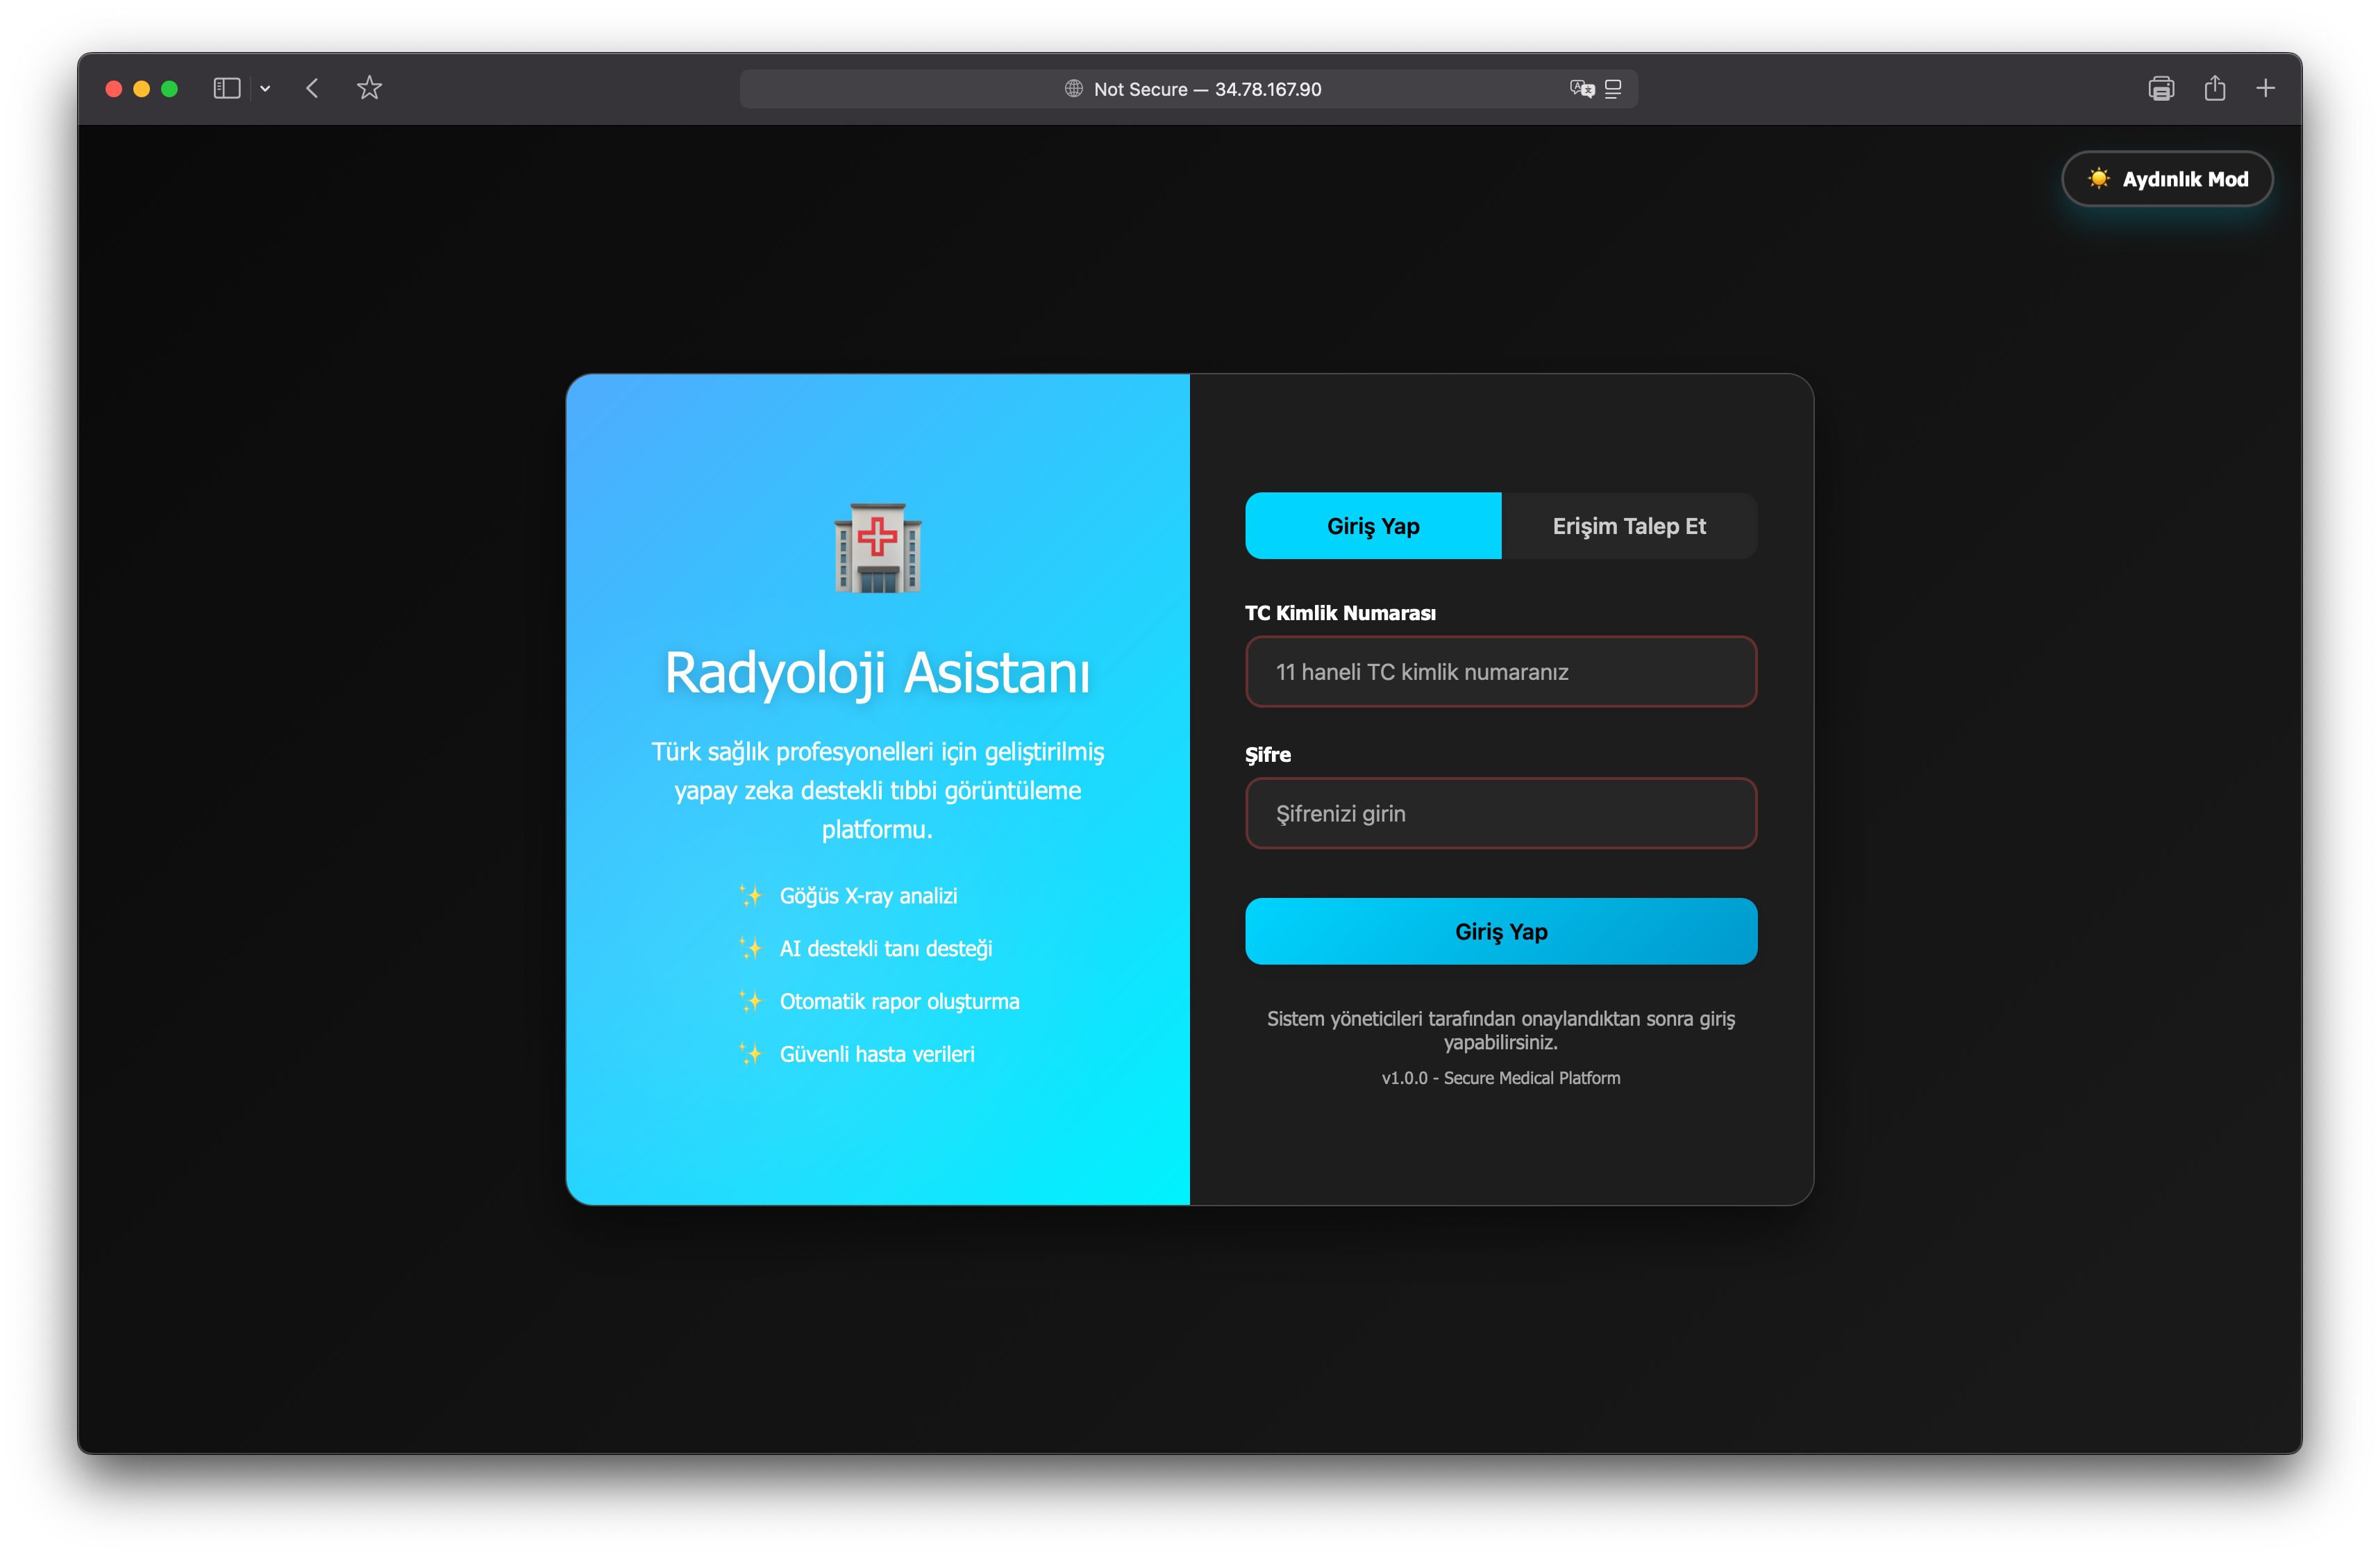 Not Secure — 34.78.167.90
Aydınlık Mod
Radyoloji Asistanı
Türk sağlık profesyonelleri için geliştirilmiş
yapay zeka destekli tıbbi görüntüleme
platformu.
Göğüs X-ray analizi
AI destekli tanı desteği
Otomatik rapor oluşturma
Güvenli hasta verileri
Giriş Yap
Erişim Talep Et
TC Kimlik Numarası
11 haneli TC kimlik numaranız
Şifre
Şifrenizi girin
Giriş Yap
Sistem yöneticileri tarafından onaylandıktan sonra giriş
yapabilirsiniz.
v1.0.0 - Secure Medical Platform